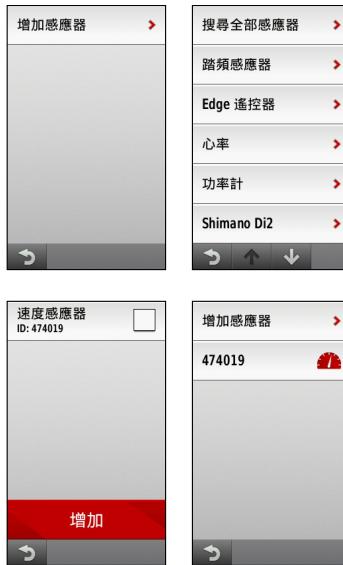 增加感應器
搜尋全部感應器
踏頻感應器
Edge 遙控器
心率
功率計
Shimano Di2
速度感應器
ID: 474019
增加
增加感應器
474019